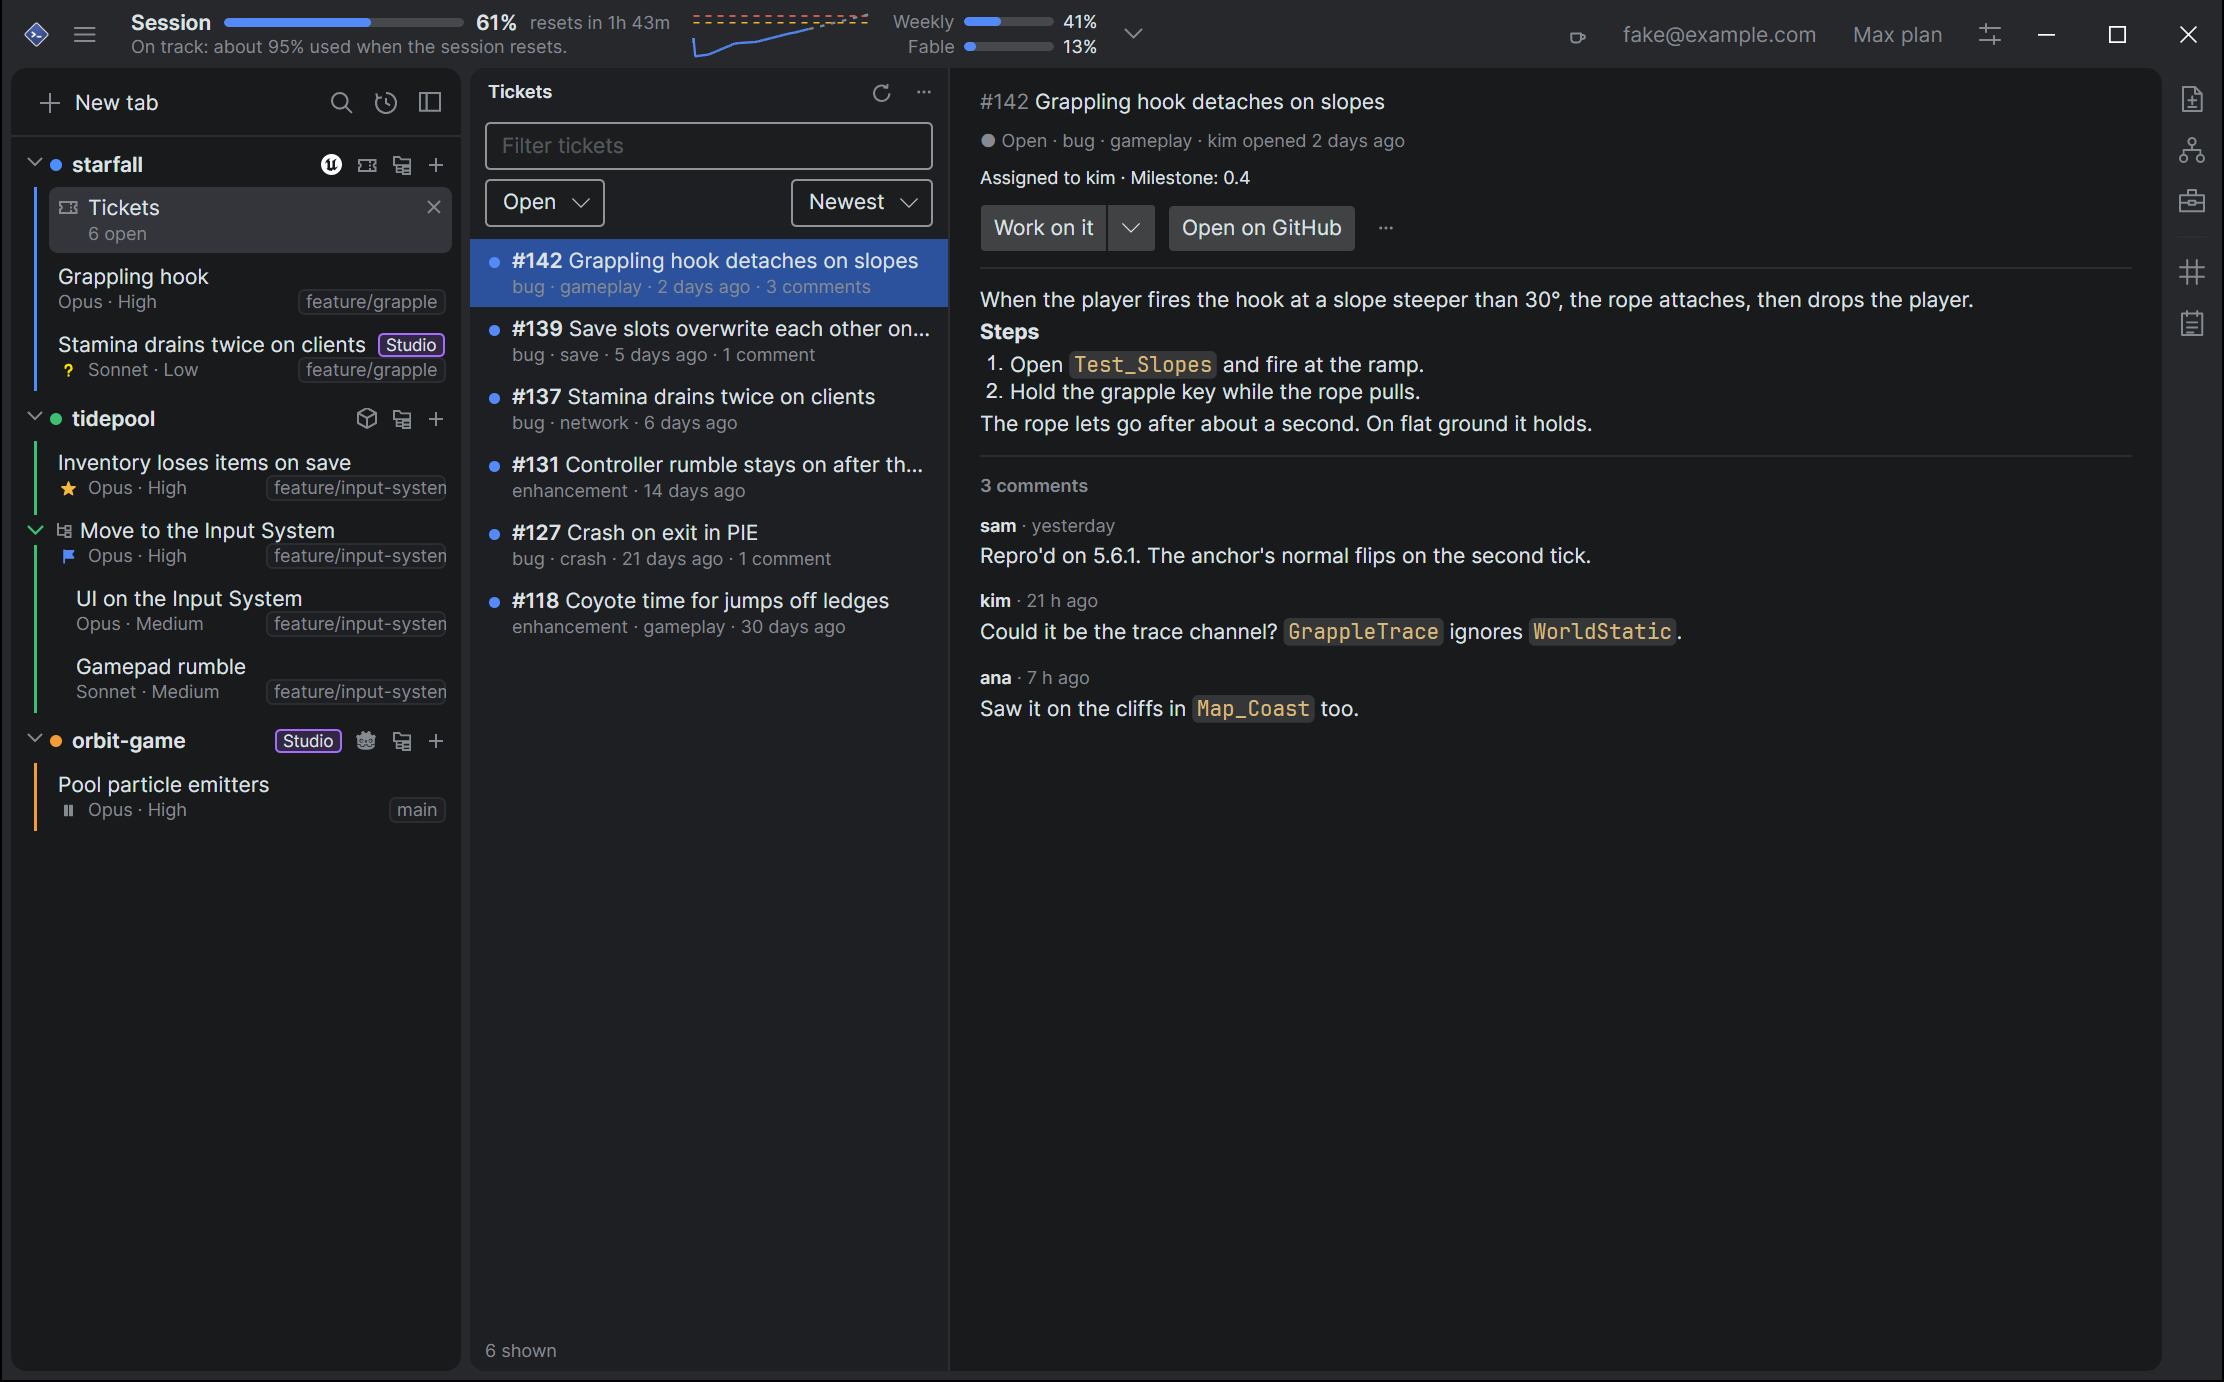 Session 61% resets in 1h 43m
On track: about 95% used when the session resets.
Weekly 41%
Fable 13%
fake@example.com Max plan
New tab
starfall
Tickets
6 open
Grappling hook
Opus · High feature/grapple
Stamina drains twice on clients Studio
? Sonnet · Low feature/grapple
tidepool
Inventory loses items on save
Opus · High feature/input-system
Move to the Input System
Opus · High feature/input-system
UI on the Input System
Opus · Medium feature/input-system
Gamepad rumble
Sonnet · Medium feature/input-system
orbit-game Studio
Pool particle emitters
Opus · High main
Tickets
Filter tickets
Open Newest
#142 Grappling hook detaches on slopes
bug · gameplay · 2 days ago · 3 comments
#139 Save slots overwrite each other on...
bug · save · 5 days ago · 1 comment
#137 Stamina drains twice on clients
bug · network · 6 days ago
#131 Controller rumble stays on after th...
enhancement · 14 days ago
#127 Crash on exit in PIE
bug · crash · 21 days ago · 1 comment
#118 Coyote time for jumps off ledges
enhancement · gameplay · 30 days ago
6 shown
#142 Grappling hook detaches on slopes
Open · bug · gameplay · kim opened 2 days ago
Assigned to kim · Milestone: 0.4
Work on it Open on GitHub
When the player fires the hook at a slope steeper than 30°, the rope attaches, then drops the player.
Steps
1. Open Test_Slopes and fire at the ramp.
2. Hold the grapple key while the rope pulls.
The rope lets go after about a second. On flat ground it holds.
3 comments
sam · yesterday
Repro'd on 5.6.1. The anchor's normal flips on the second tick.
kim · 21 h ago
Could it be the trace channel? GrappleTrace ignores WorldStatic.
ana · 7 h ago
Saw it on the cliffs in Map_Coast too.